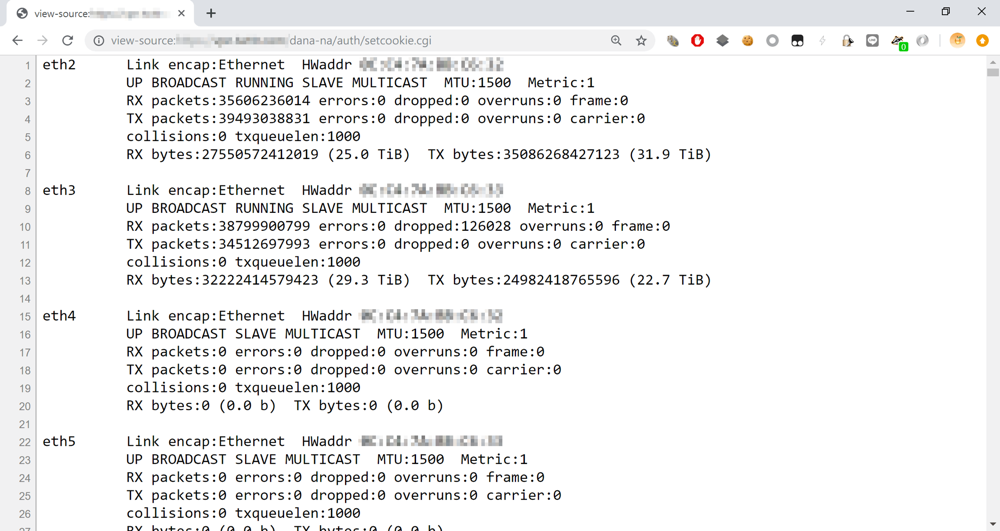 view-source:
view-source: /dana-na/auth/setcookie.cgi
0
1 eth2 Link encap:Ethernet HWaddr
2 UP BROADCAST RUNNING SLAVE MULTICAST MTU:1500 Metric:1
3 RX packets:35606236014 errors:0 dropped:0 overruns:0 frame:0
4 TX packets:39493038831 errors:0 dropped:0 overruns:0 carrier:0
5 collisions:0 txqueuelen:1000
6 RX bytes:27550572412019 (25.0 TiB) TX bytes:35086268427123 (31.9 TiB)
7
8 eth3 Link encap:Ethernet HWaddr
9 UP BROADCAST RUNNING SLAVE MULTICAST MTU:1500 Metric:1
10 RX packets:38799900799 errors:0 dropped:126028 overruns:0 frame:0
11 TX packets:34512697993 errors:0 dropped:0 overruns:0 carrier:0
12 collisions:0 txqueuelen:1000
13 RX bytes:32222414579423 (29.3 TiB) TX bytes:24982418765596 (22.7 TiB)
14
15 eth4 Link encap:Ethernet HWaddr
16 UP BROADCAST SLAVE MULTICAST MTU:1500 Metric:1
17 RX packets:0 errors:0 dropped:0 overruns:0 frame:0
18 TX packets:0 errors:0 dropped:0 overruns:0 carrier:0
19 collisions:0 txqueuelen:1000
20 RX bytes:0 (0.0 b) TX bytes:0 (0.0 b)
21
22 eth5 Link encap:Ethernet HWaddr
23 UP BROADCAST SLAVE MULTICAST MTU:1500 Metric:1
24 RX packets:0 errors:0 dropped:0 overruns:0 frame:0
25 TX packets:0 errors:0 dropped:0 overruns:0 carrier:0
26 collisions:0 txqueuelen:1000
27 RX bytes:0 (0.0 b) TX bytes:0 (0.0 b)